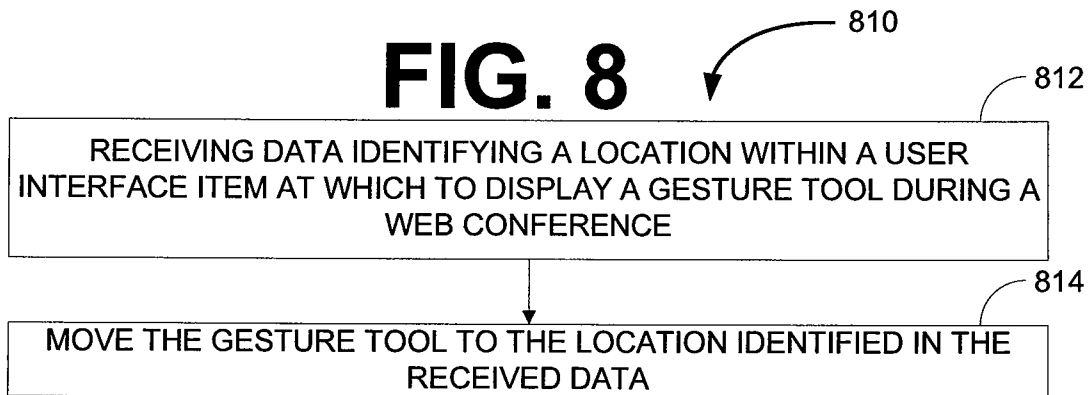 810
FIG. 8
812
RECEIVING DATA IDENTIFYING A LOCATION WITHIN A USER
INTERFACE ITEM AT WHICH TO DISPLAY A GESTURE TOOL DURING A
WEB CONFERENCE
814
MOVE THE GESTURE TOOL TO THE LOCATION IDENTIFIED IN THE
RECEIVED DATA